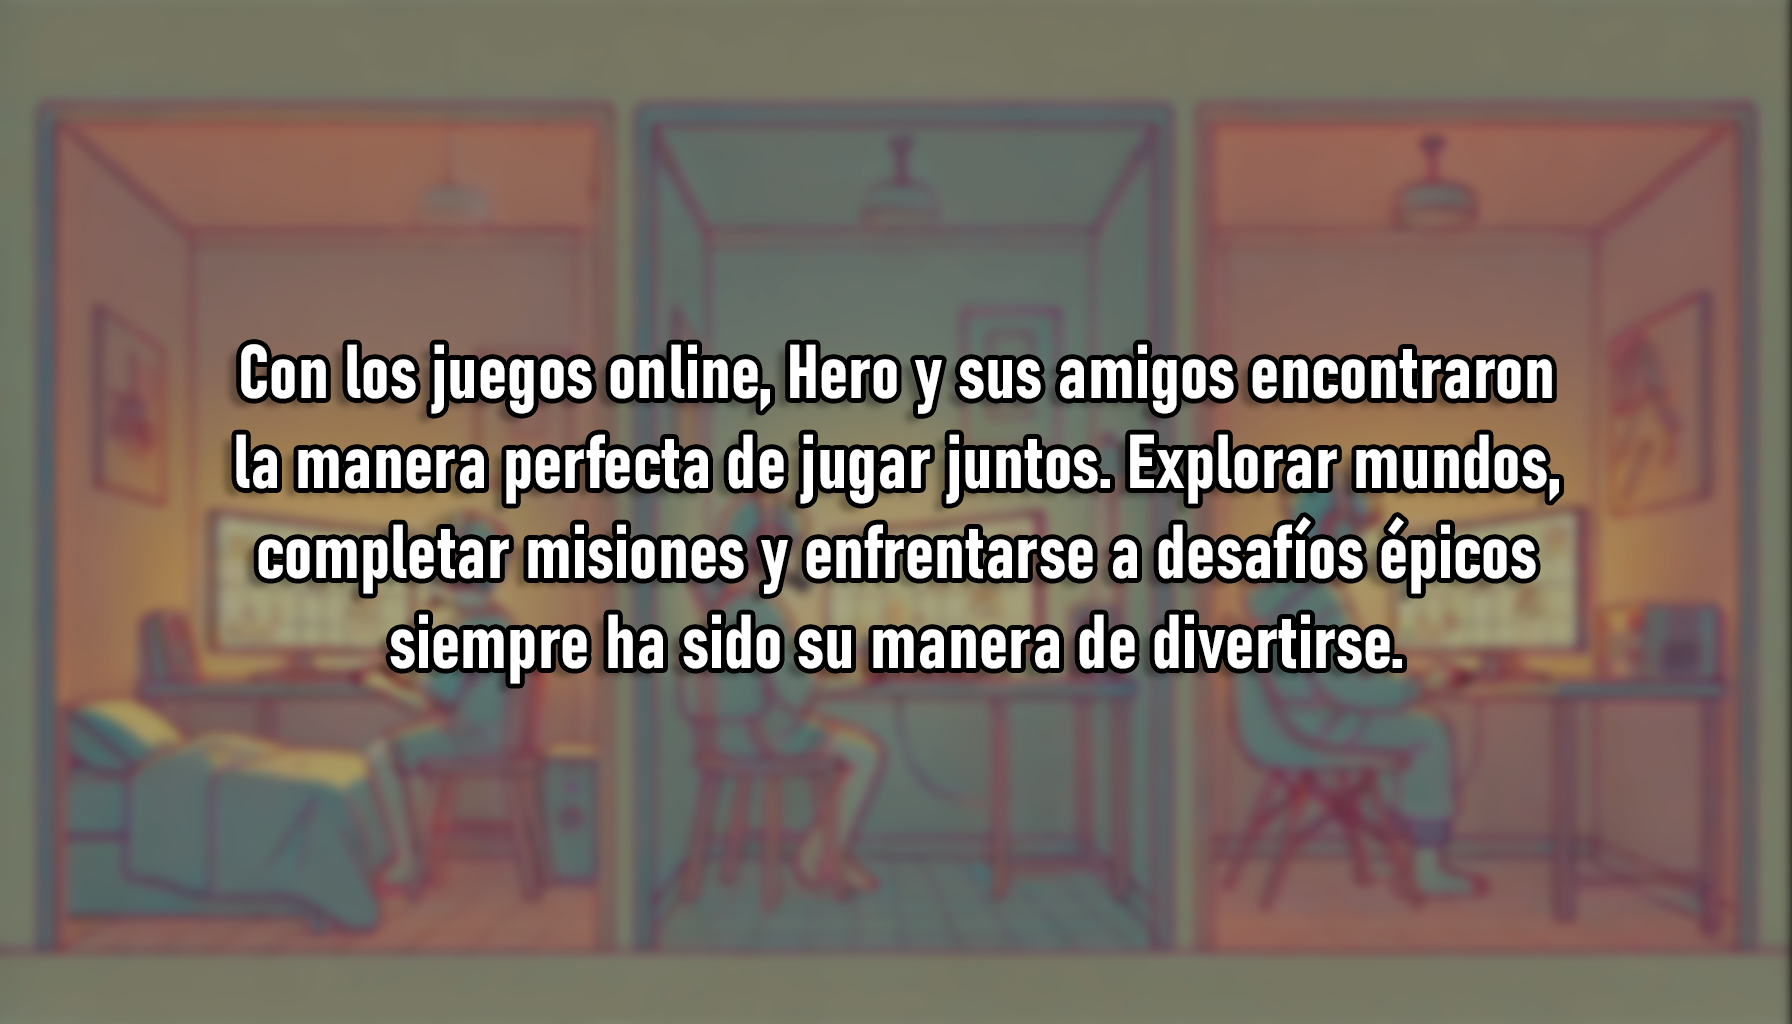 Con los juegos online, Hero y sus amigos encontraron
la manera perfecta de jugar juntos. Explorar mundos,
completar misiones y enfrentarse a desafíos épicos
siempre ha sido su manera de divertirse.